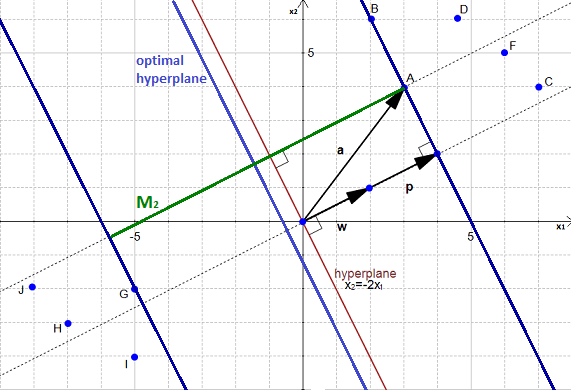 x2
B
D
optimal
hyperplane
5
F
A
C
a
M2
p
w
x1
-5
5
J
G
hyperplane
x2=-2x1
H
I